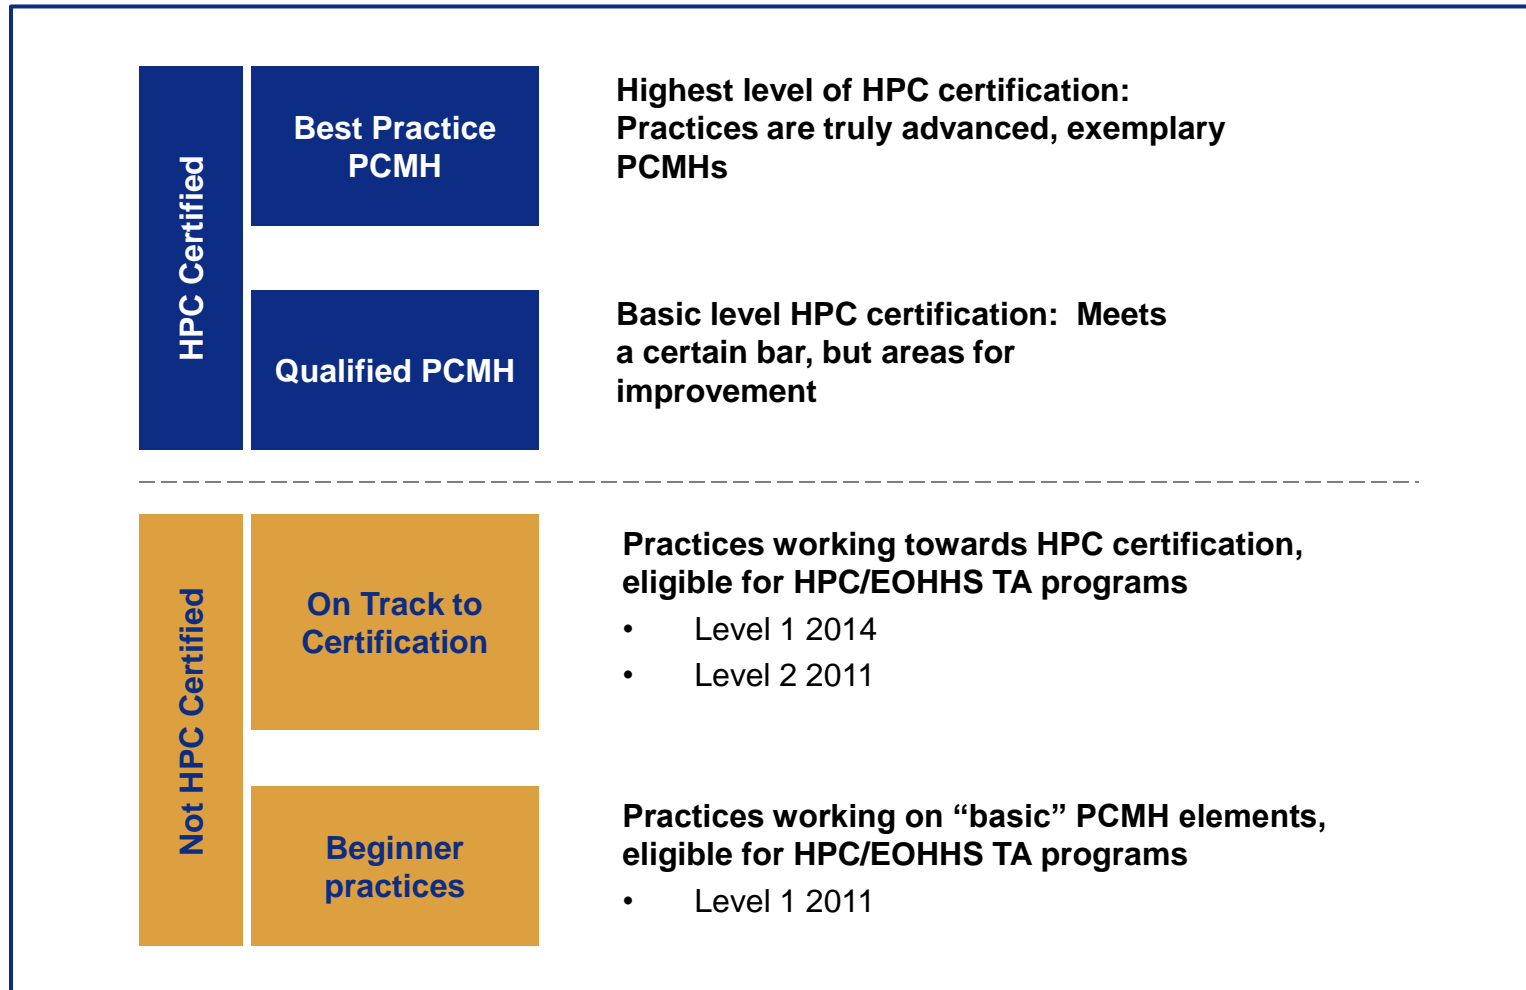 HPC Certified
Best Practice
PCMH
Highest level of HPC certification:
Practices are truly advanced, exemplary
PCMHs
Qualified PCMH
Basic level HPC certification:  Meets
a certain bar, but areas for
improvement
Not HPC Certified
On Track to
Certification
Practices working towards HPC certification,
eligible for HPC/EOHHS TA programs
• Level 1 2014
• Level 2 2011
Beginner
practices
Practices working on “basic” PCMH elements,
eligible for HPC/EOHHS TA programs
• Level 1 2011